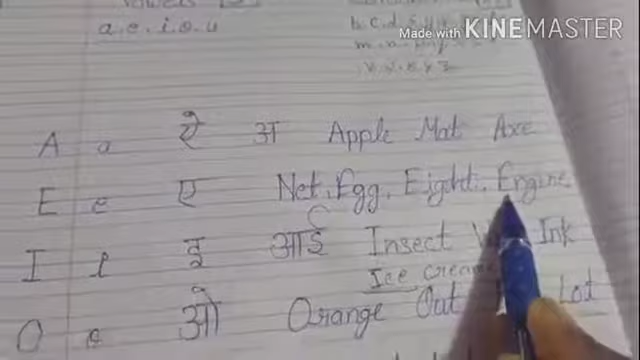 Vowels
a.e.i.o.u
Made with KINEMASTER
A a ऐ अ Apple Mat Axe
E e ए Net, Egg, Eight, Engine
I i इ आई Insect Ink
Ice cream
O o ओ Orange Out Lot